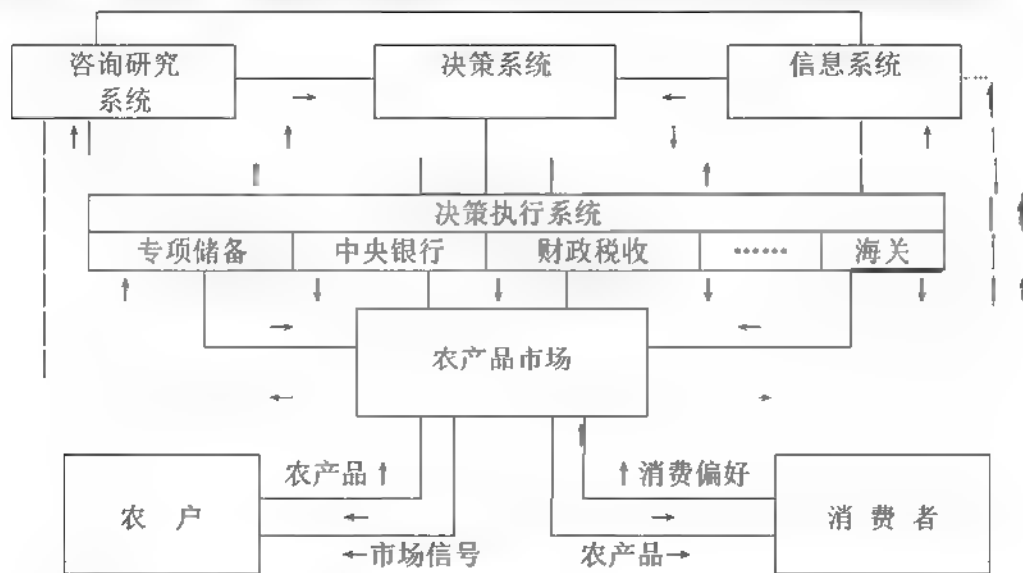 咨询研究
系统
决策系统
信息系统
决策执行系统
专项储备 中央银行 财政税收 …… 海关
农产品市场
农产品 消费偏好
农 户 消 费 者
市场信号 农产品